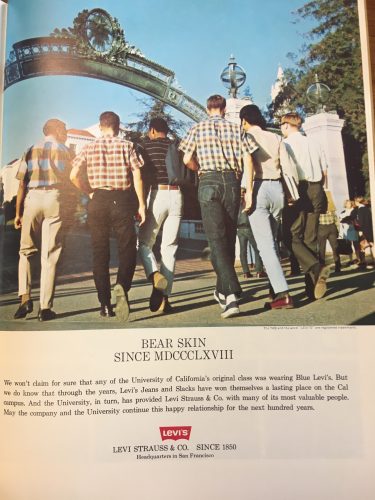 BEAR SKIN
SINCE MDCCCLXVIII
We won't claim for sure that any of the University of California's original class was wearing Blue Levi's. But
we do know that through the years, Levi's Jeans and Slacks have won themselves a lasting place on the Cal
campus. And the University, in turn, has provided Levi Strauss & Co. with many of its most valuable people.
May the company and the University continue this happy relationship for the next hundred years.
LEVI'S
LEVI STRAUSS & CO. SINCE 1850
Headquarters in San Francisco